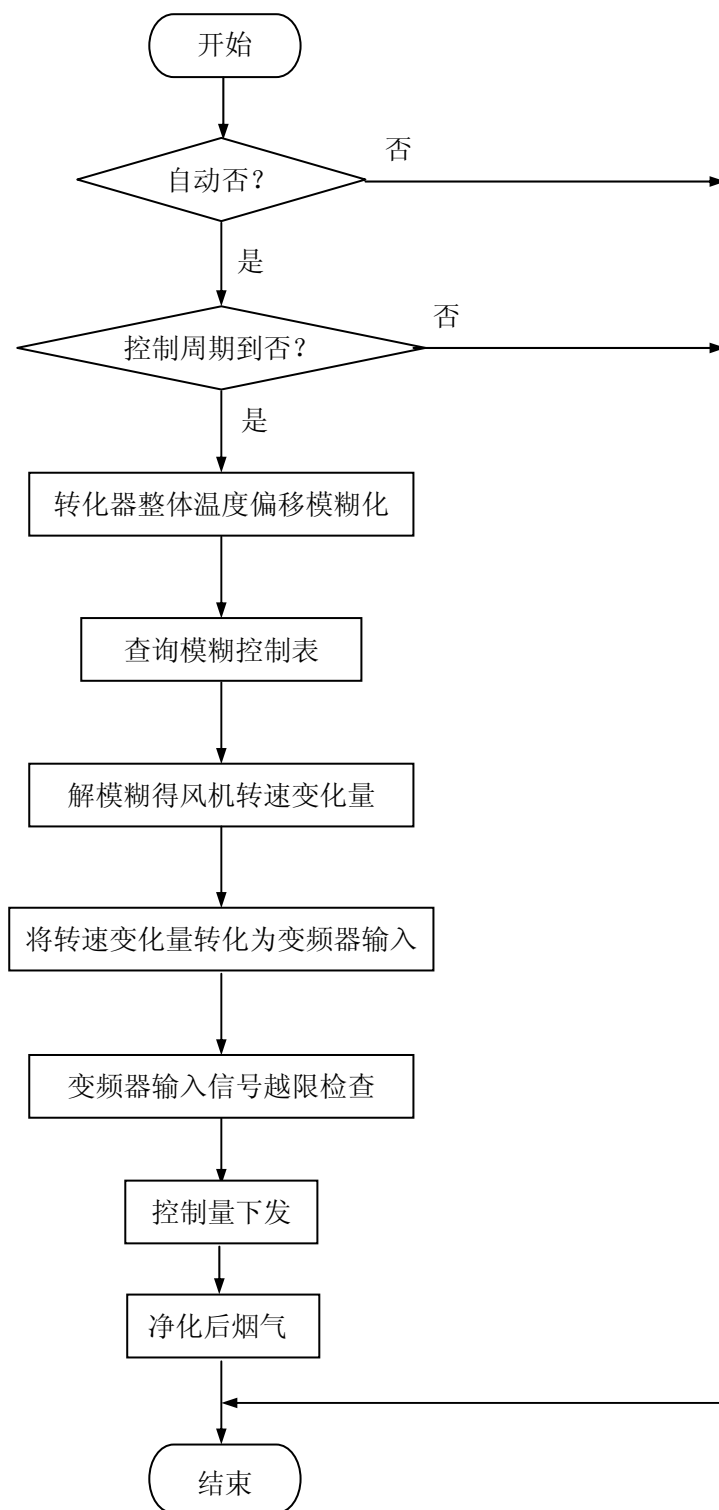 开始
否
自动否？
是
否
控制周期到否？
是
转化器整体温度偏移模糊化
查询模糊控制表
解模糊得风机转速变化量
将转速变化量转化为变频器输入
变频器输入信号越限检查
控制量下发
净化后烟气
结束